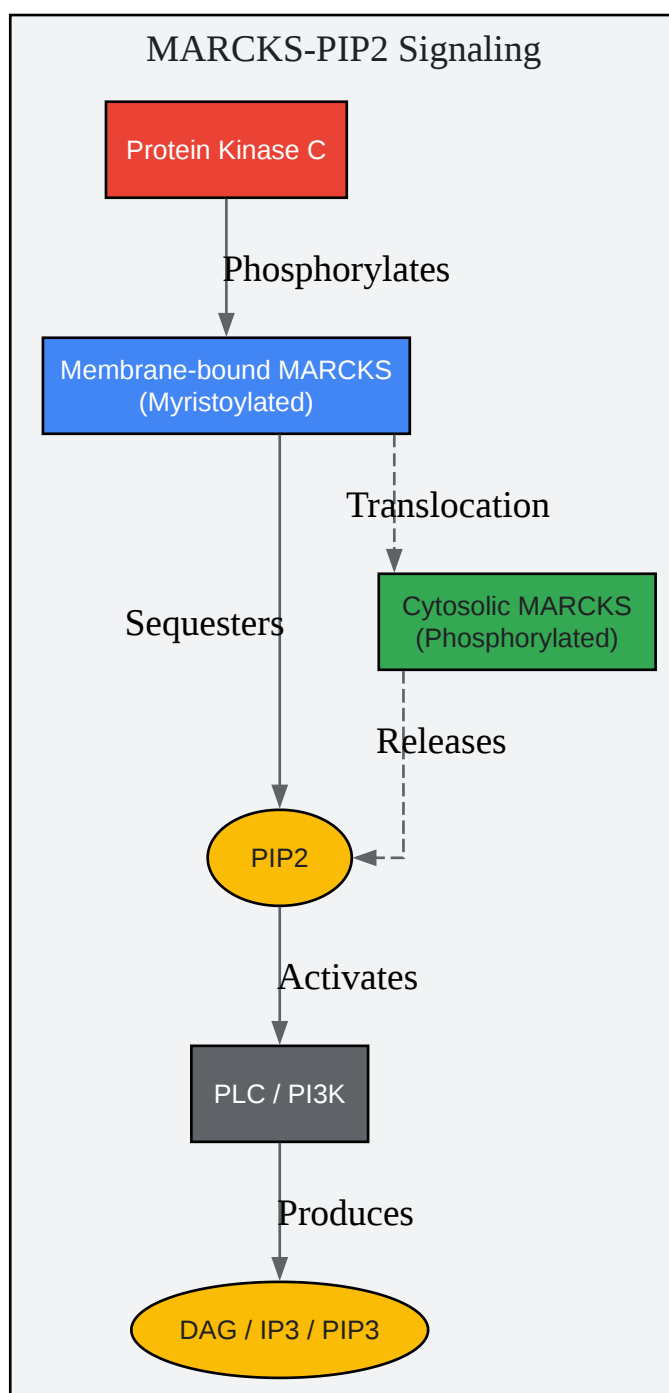 MARCKS-PIP2 Signaling
Protein Kinase C
Phosphorylates
Membrane-bound MARCKS
(Myristoylated)
Translocation
Cytosolic MARCKS
(Phosphorylated)
Sequesters
Releases
PIP2
Activates
PLC / PI3K
Produces
DAG / IP3 / PIP3